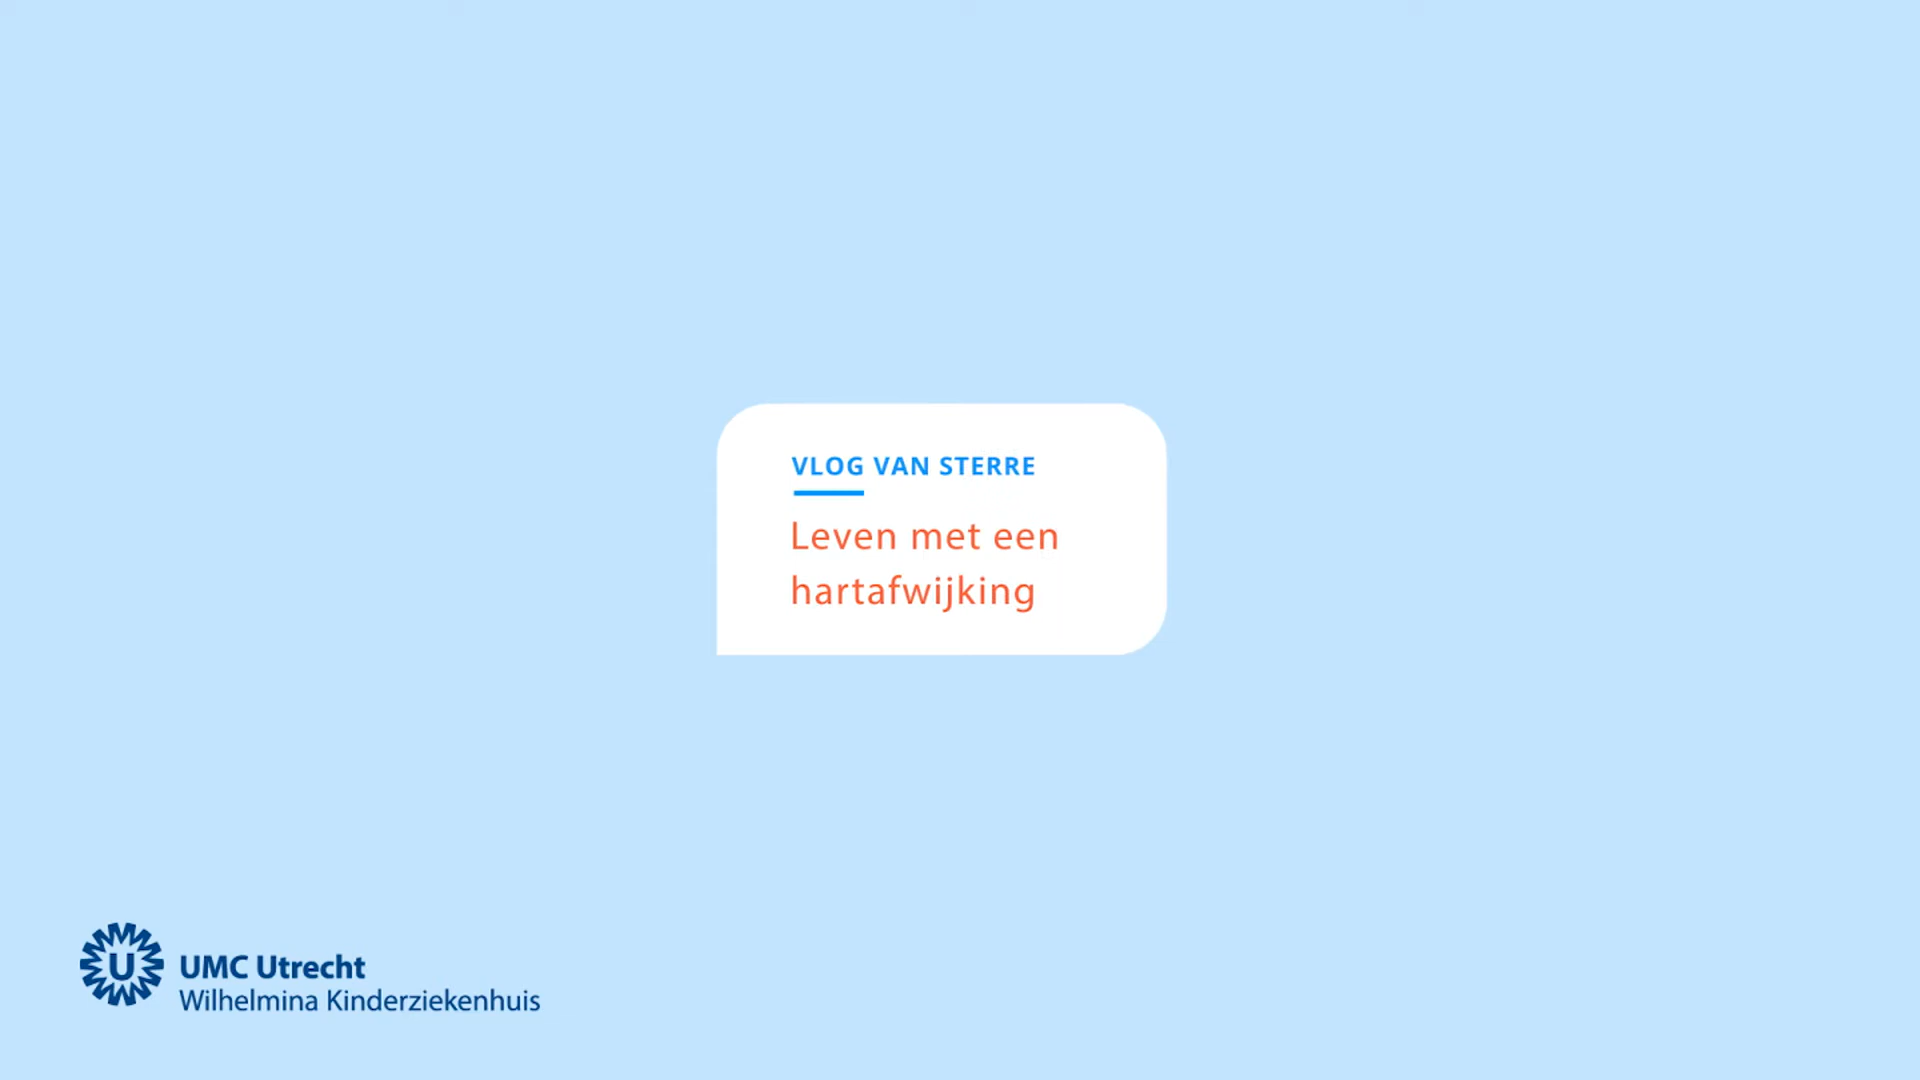 VLOG VAN STERRE
Leven met een
hartafwijking
U
UMC Utrecht
Wilhelmina Kinderziekenhuis